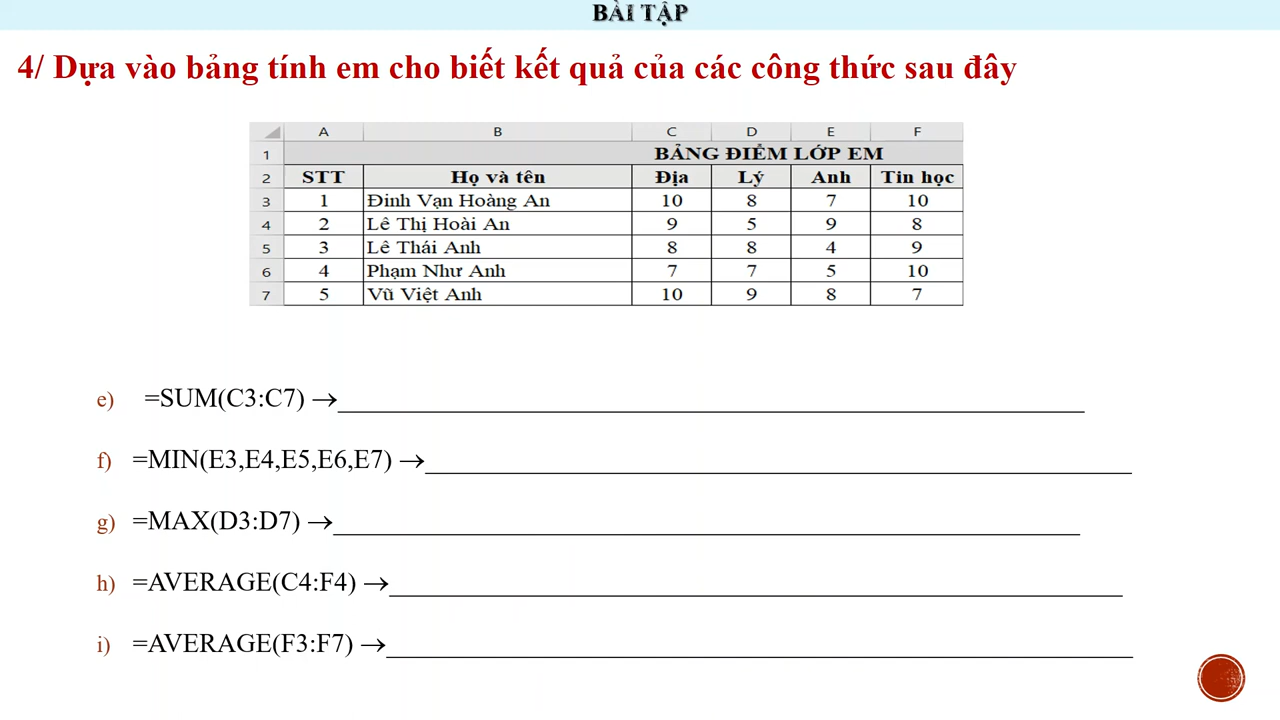 BÀI TẬP
4/ Dựa vào bảng tính em cho biết kết quả của các công thức sau đây
A B C D E F
1 BẢNG ĐIỂM LỚP EM
2 STT Họ và tên Địa Lý Anh Tin học
3 1 Đinh Vạn Hoàng An 10 8 7 10
4 2 Lê Thị Hoài An 9 5 9 8
5 3 Lê Thái Anh 8 8 4 9
6 4 Phạm Như Anh 7 7 5 10
7 5 Vũ Việt Anh 10 9 8 7
e) =SUM(C3:C7) →
f) =MIN(E3,E4,E5,E6,E7) →
g) =MAX(D3:D7) →
h) =AVERAGE(C4:F4) →
i) =AVERAGE(F3:F7) →